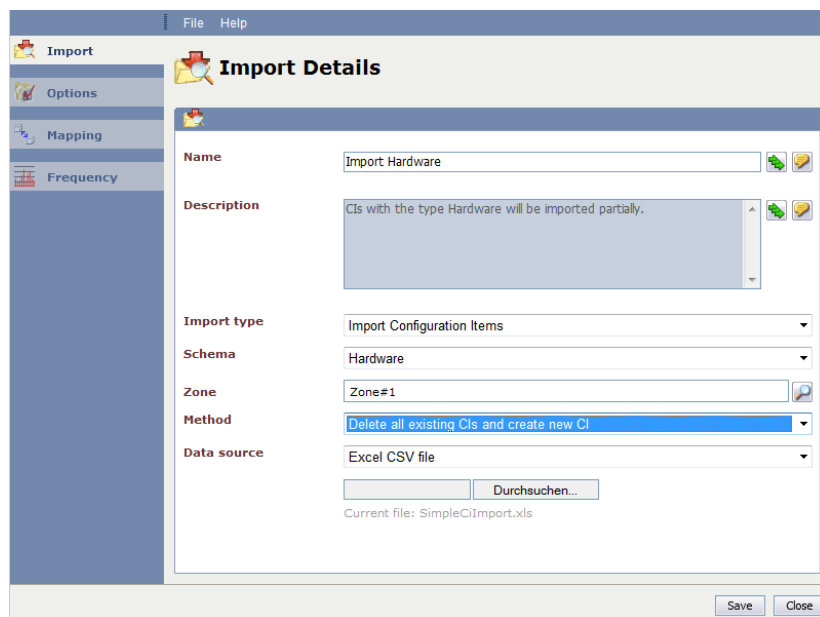 File Help
Import
Import Details
Options
Mapping
Frequency
Name
Import Hardware
Description
CIs with the type Hardware will be imported partially.
Import type
Import Configuration Items
Schema
Hardware
Zone
Zone#1
Method
Delete all existing CIs and create new CI
Data source
Excel CSV file
Durchsuchen...
Current file: SimpleCiImport.xls
Save
Close